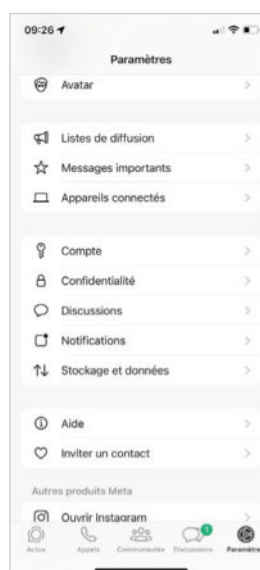 09:26
Paramètres
Avatar
Listes de diffusion
Messages importants
Appareils connectés
Compte
Confidentialité
Discussions
Notifications
Stockage et données
Aide
Inviter un contact
Autres produits Meta
Ouvrir Instagram
1
Actus Appels Communautés Discussions Paramètres